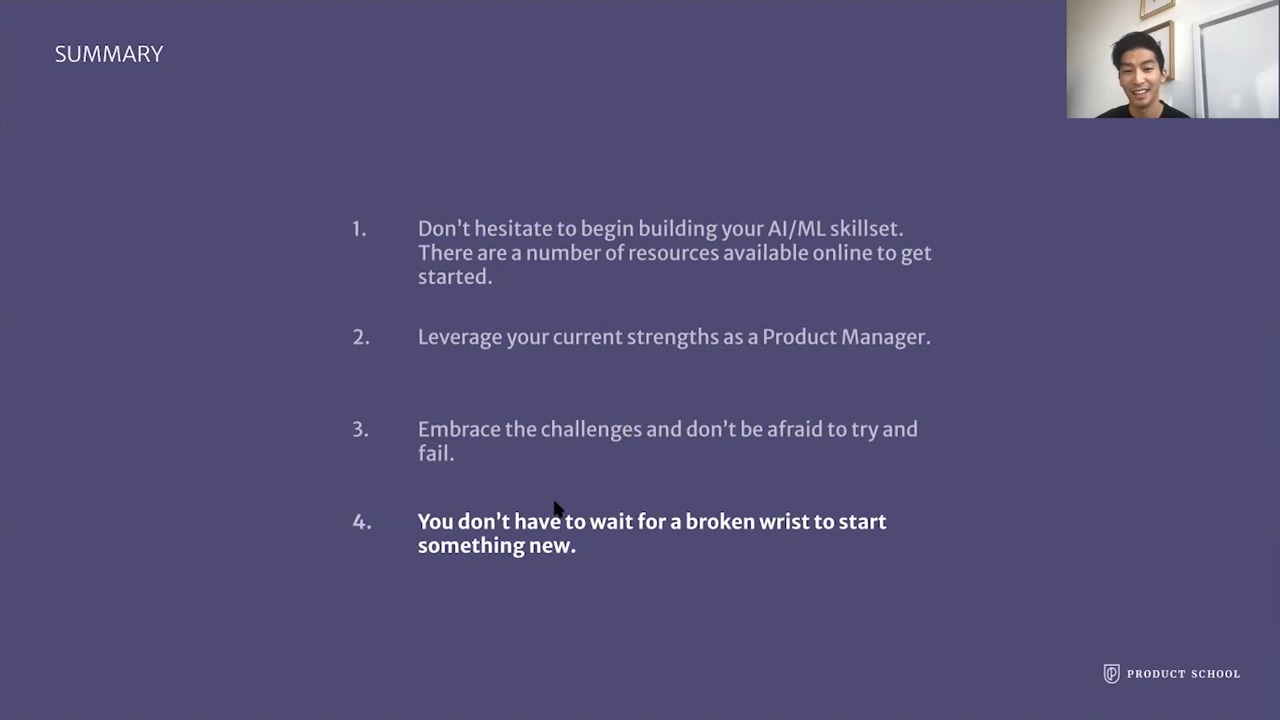 SUMMARY
1. Don't hesitate to begin building your AI/ML skillset.
There are a number of resources available online to get
started.
2. Leverage your current strengths as a Product Manager.
3. Embrace the challenges and don't be afraid to try and
fail.
4. You don't have to wait for a broken wrist to start
something new.
PRODUCT SCHOOL